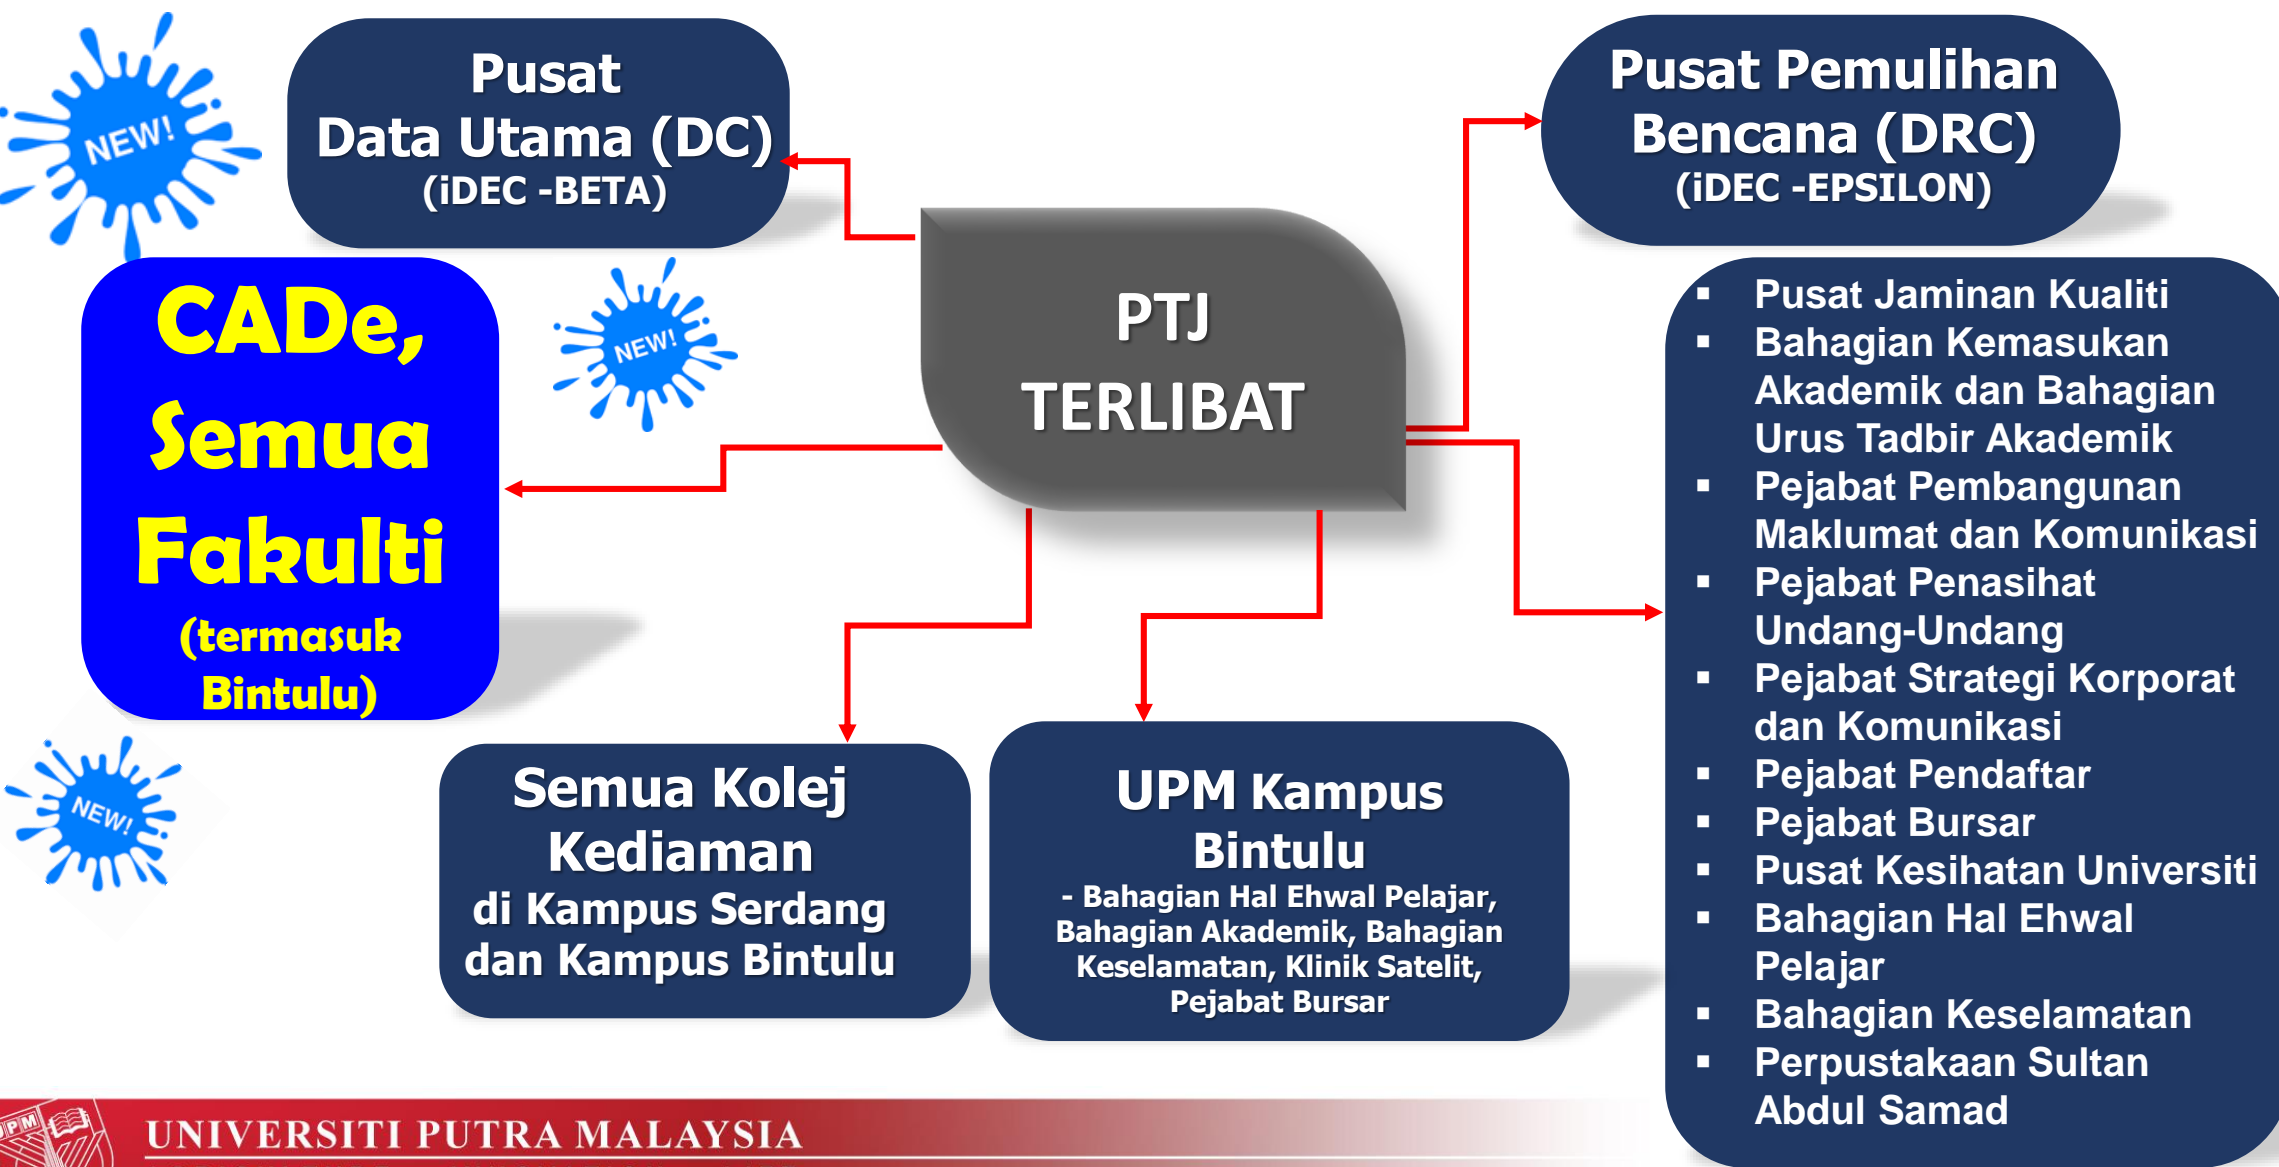 NEW!
Pusat
Data Utama (DC)
(iDEC -BETA)
Pusat Pemulihan
Bencana (DRC)
(iDEC -EPSILON)
CADe,
Semua
Fakulti
(termasuk
Bintulu)
NEW!
PTJ
TERLIBAT
▪ Pusat Jaminan Kualiti
▪ Bahagian Kemasukan
Akademik dan Bahagian
Urus Tadbir Akademik
▪ Pejabat Pembangunan
Maklumat dan Komunikasi
▪ Pejabat Penasihat
Undang-Undang
▪ Pejabat Strategi Korporat
dan Komunikasi
▪ Pejabat Pendaftar
▪ Pejabat Bursar
▪ Pusat Kesihatan Universiti
▪ Bahagian Hal Ehwal
Pelajar
▪ Bahagian Keselamatan
▪ Perpustakaan Sultan
Abdul Samad
NEW!
Semua Kolej
Kediaman
di Kampus Serdang
dan Kampus Bintulu
UPM Kampus
Bintulu
- Bahagian Hal Ehwal Pelajar,
Bahagian Akademik, Bahagian
Keselamatan, Klinik Satelit,
Pejabat Bursar
UPM
UNIVERSITI PUTRA MALAYSIA